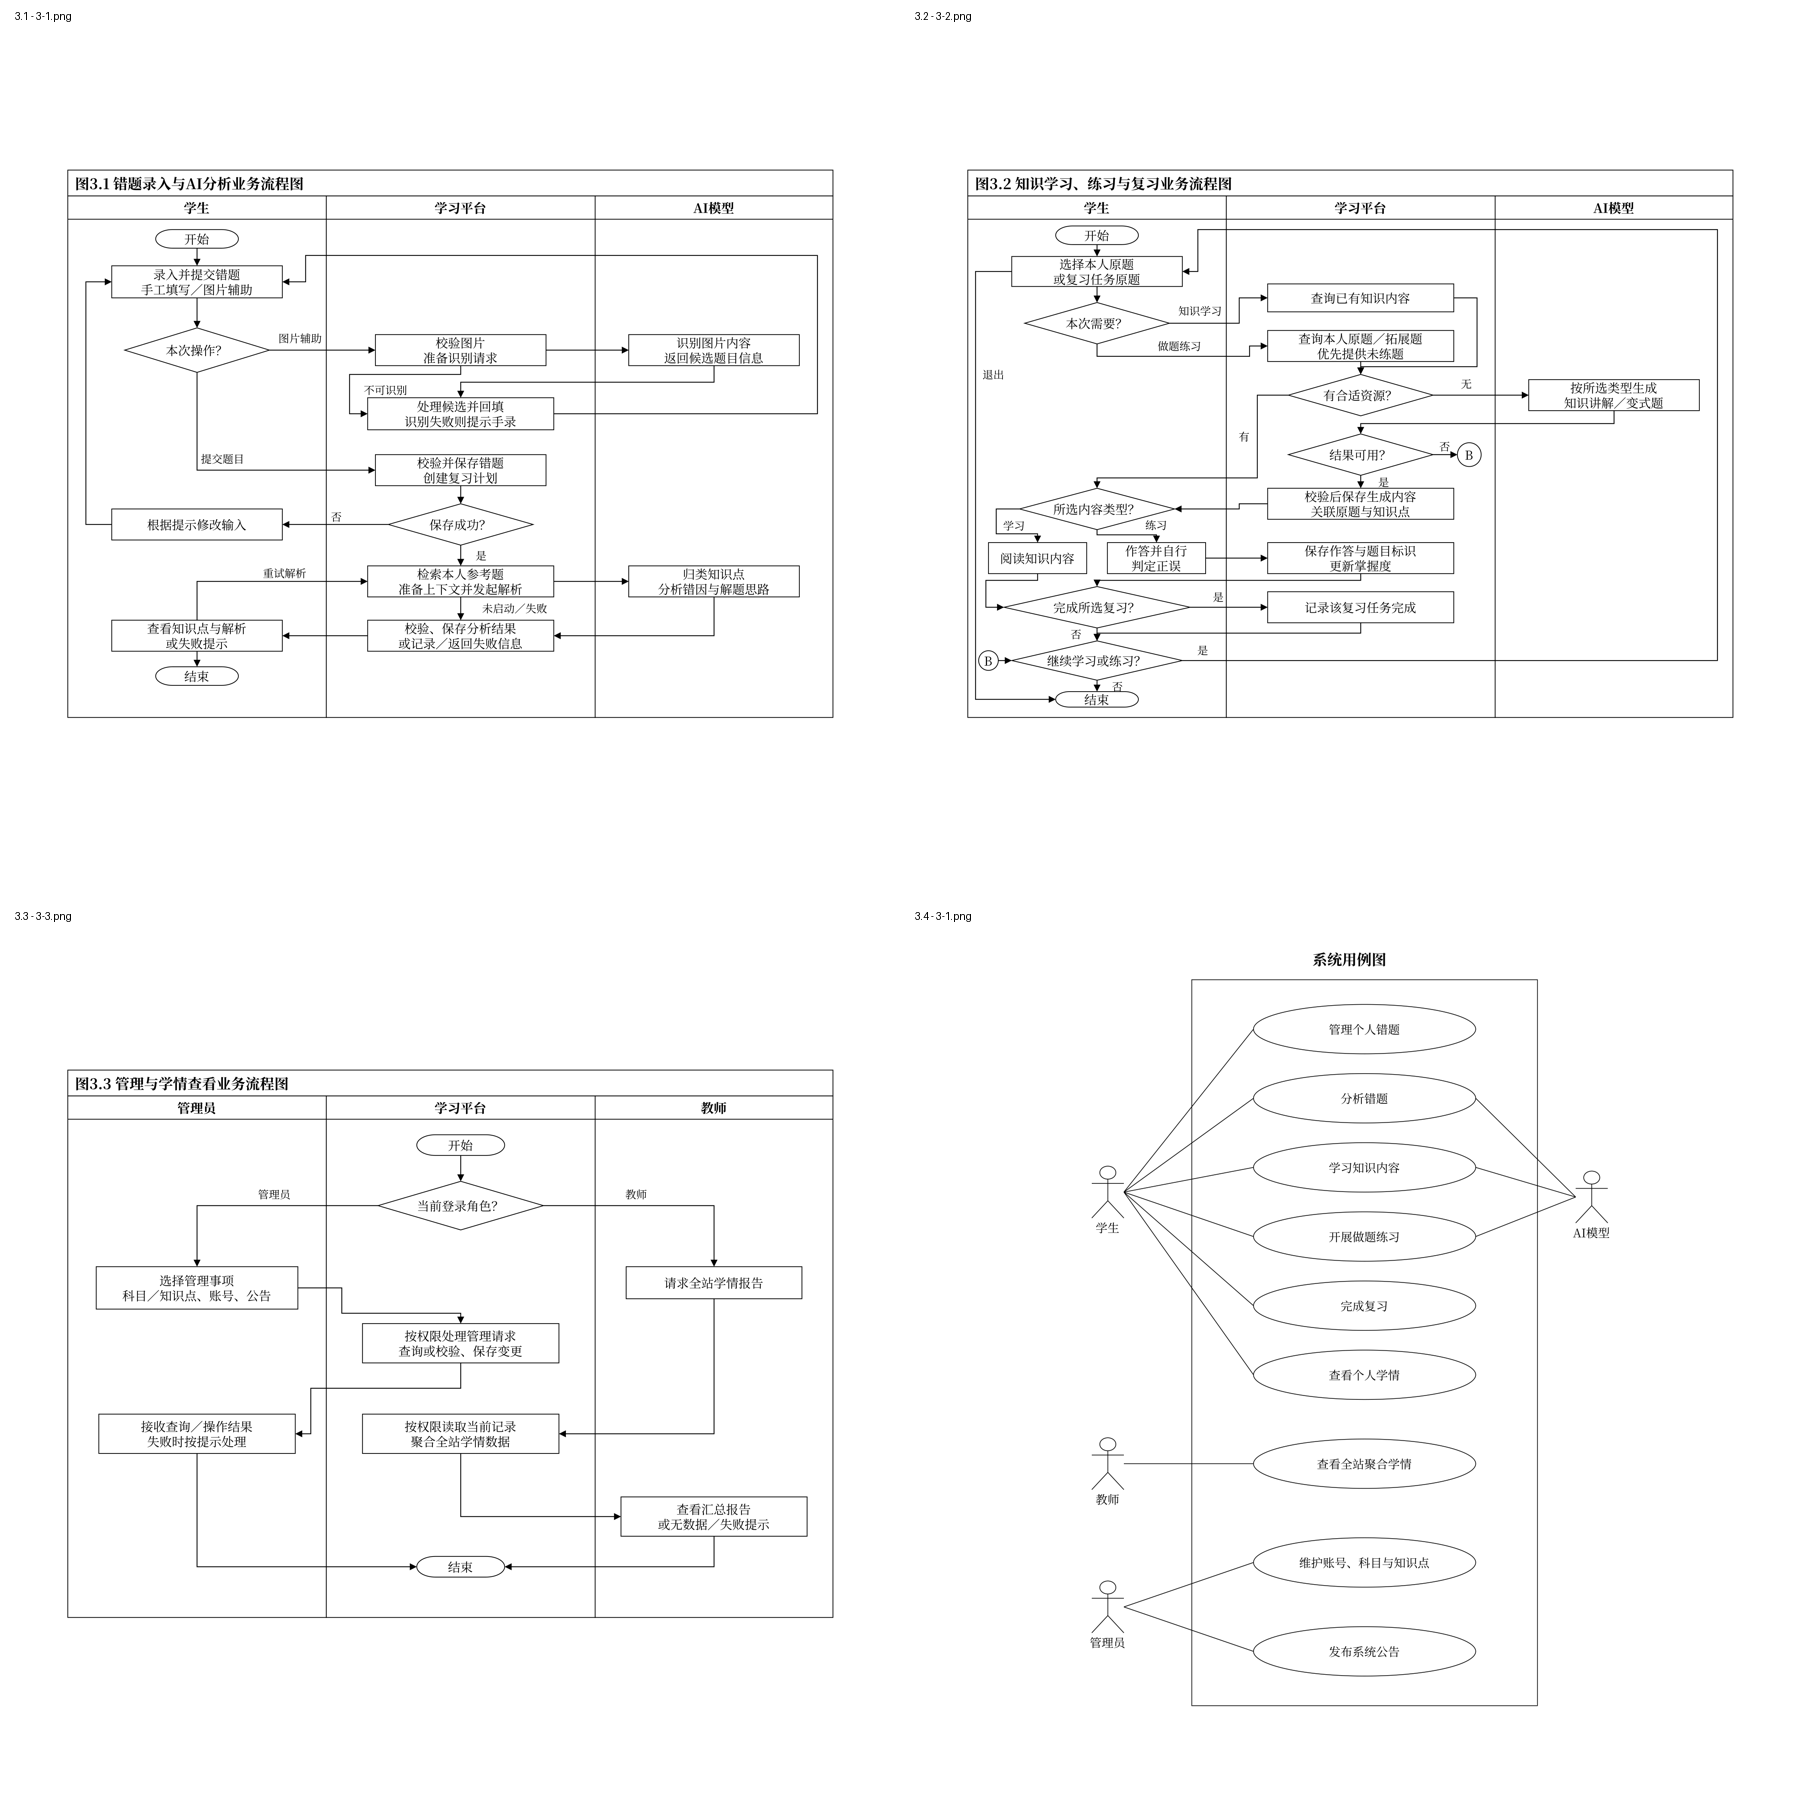 3.1 - 3-1.png
图3.1 错题录入与AI分析业务流程图
学生
学习平台
AI模型
开始
录入并提交错题
手工填写／图片辅助
本次操作?
图片辅助
校验图片
准备识别请求
识别图片内容
返回候选题目信息
不可识别
处理候选并回填
识别失败则提示手录
提交题目
校验并保存错题
创建复习计划
根据提示修改输入
否
保存成功?
是
重试解析
检索本人参考题
准备上下文并发起解析
归类知识点
分析错因与解题思路
未启动／失败
查看知识点与解析
或失败提示
校验、保存分析结果
或记录／返回失败信息
结束
3.2 - 3-2.png
图3.2 知识学习、练习与复习业务流程图
学生
学习平台
AI模型
开始
选择本人原题
或复习任务原题
本次需要?
知识学习
查询已有知识内容
做题练习
查询本人原题／拓展题
优先提供未练题
退出
有合适资源?
无
按所选类型生成
知识讲解／变式题
有
结果可用?
否
B
是
所选内容类型?
校验后保存生成内容
关联原题与知识点
学习
练习
阅读知识内容
作答并自行
判定正误
保存作答与题目标识
更新掌握度
完成所选复习?
是
记录该复习任务完成
否
B
继续学习或练习?
是
否
结束
3.3 - 3-3.png
图3.3 管理与学情查看业务流程图
管理员
学习平台
教师
开始
管理员
当前登录角色?
教师
选择管理事项
科目／知识点、账号、公告
请求全站学情报告
按权限处理管理请求
查询或校验、保存变更
接收查询／操作结果
失败时按提示处理
按权限读取当前记录
聚合全站学情数据
查看汇总报告
或无数据／失败提示
结束
3.4 - 3-1.png
系统用例图
管理个人错题
分析错题
学习知识内容
学生
AI模型
开展做题练习
完成复习
查看个人学情
查看全站聚合学情
教师
维护账号、科目与知识点
管理员
发布系统公告